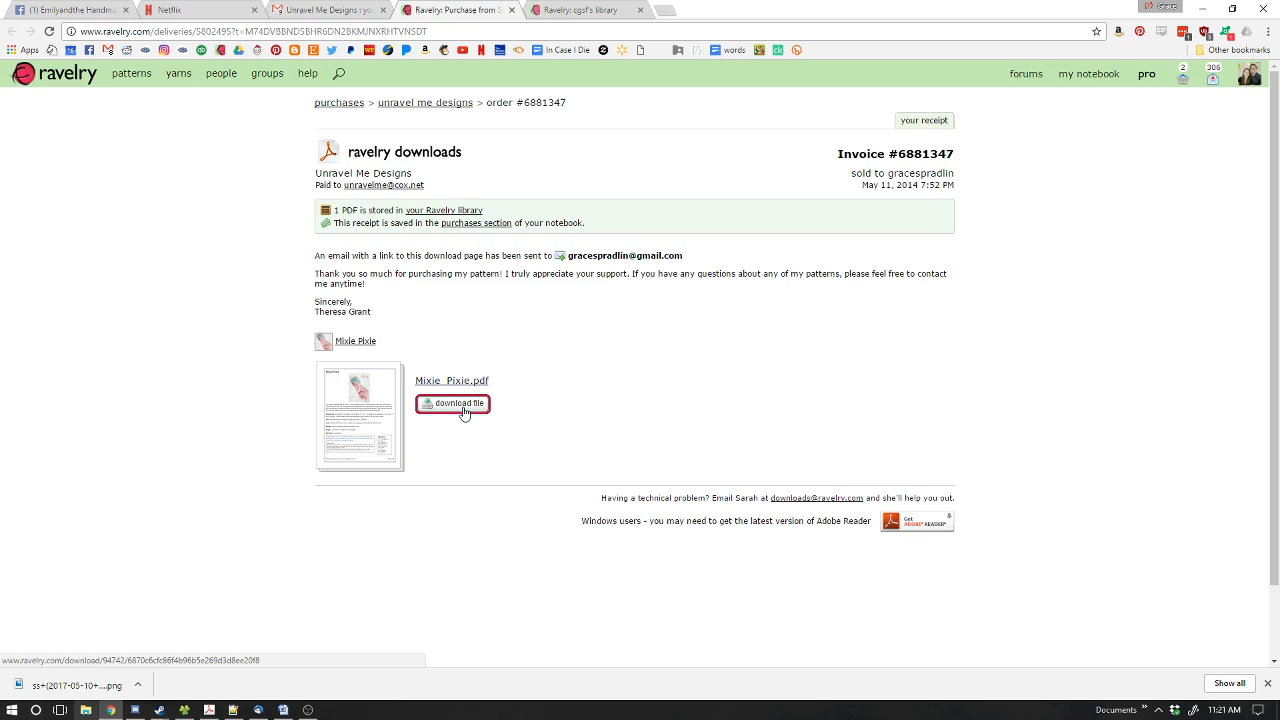 (1) Emilyandthe Handma
Netflix
Unravel Me Designs : yo
Ravelry: Purchase from S
Ravelry: cgsf's library
Grace
www.ravelry.com/deliveries/5802495?t=M74DVBBNDSBHR6DN2BKMJNXRHTVNSDT
Apps
In Case I Die
words
Other bookmarks
ravelry patterns yarns people groups help
forums my notebook pro 2 306
purchases > unravel me designs > order #6881347
your receipt
ravelry downloads
Invoice #6881347
Unravel Me Designs
sold to gracespradlin
Paid to unravelme@cox.net
May 11, 2014 7:52 PM
1 PDF is stored in your Ravelry library
This receipt is saved in the purchases section of your notebook.
An email with a link to this download page has been sent to gracespradlin@gmail.com
Thank you so much for purchasing my pattern! I truly appreciate your support. If you have any questions about any of my patterns, please feel free to contact
me anytime!
Sincerely,
Theresa Grant
Mixie Pixie
Mixie_Pixie.pdf
download file
Having a technical problem? Email Sarah at downloads@ravelry.com and she'll help you out.
Windows users - you may need to get the latest version of Adobe Reader
Get
ADOBE® READER®
www.ravelry.com/download/94742/6870c6cfc86f4b96b5e269d3d8ee20f8
ss+(2017-05-10+....png
Show all
Documents
11:21 AM